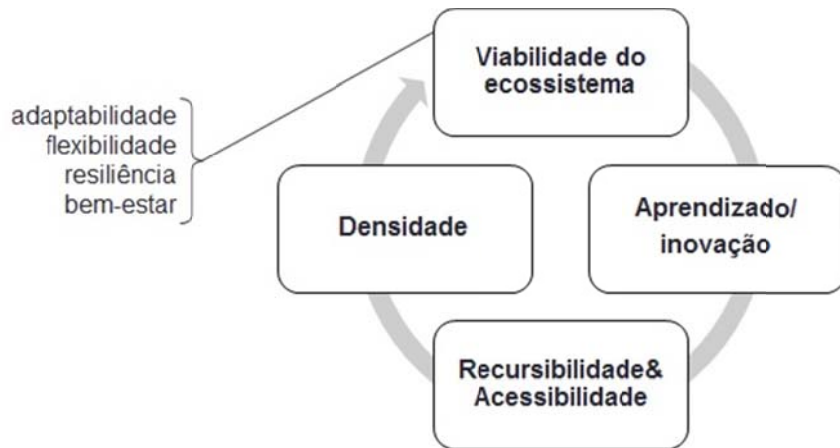 Viabilidade do
ecossistema
adaptabilidade
flexibilidade
resiliência
bem-estar
Densidade
Aprendizado/
inovação
Recursibilidade&
Acessibilidade